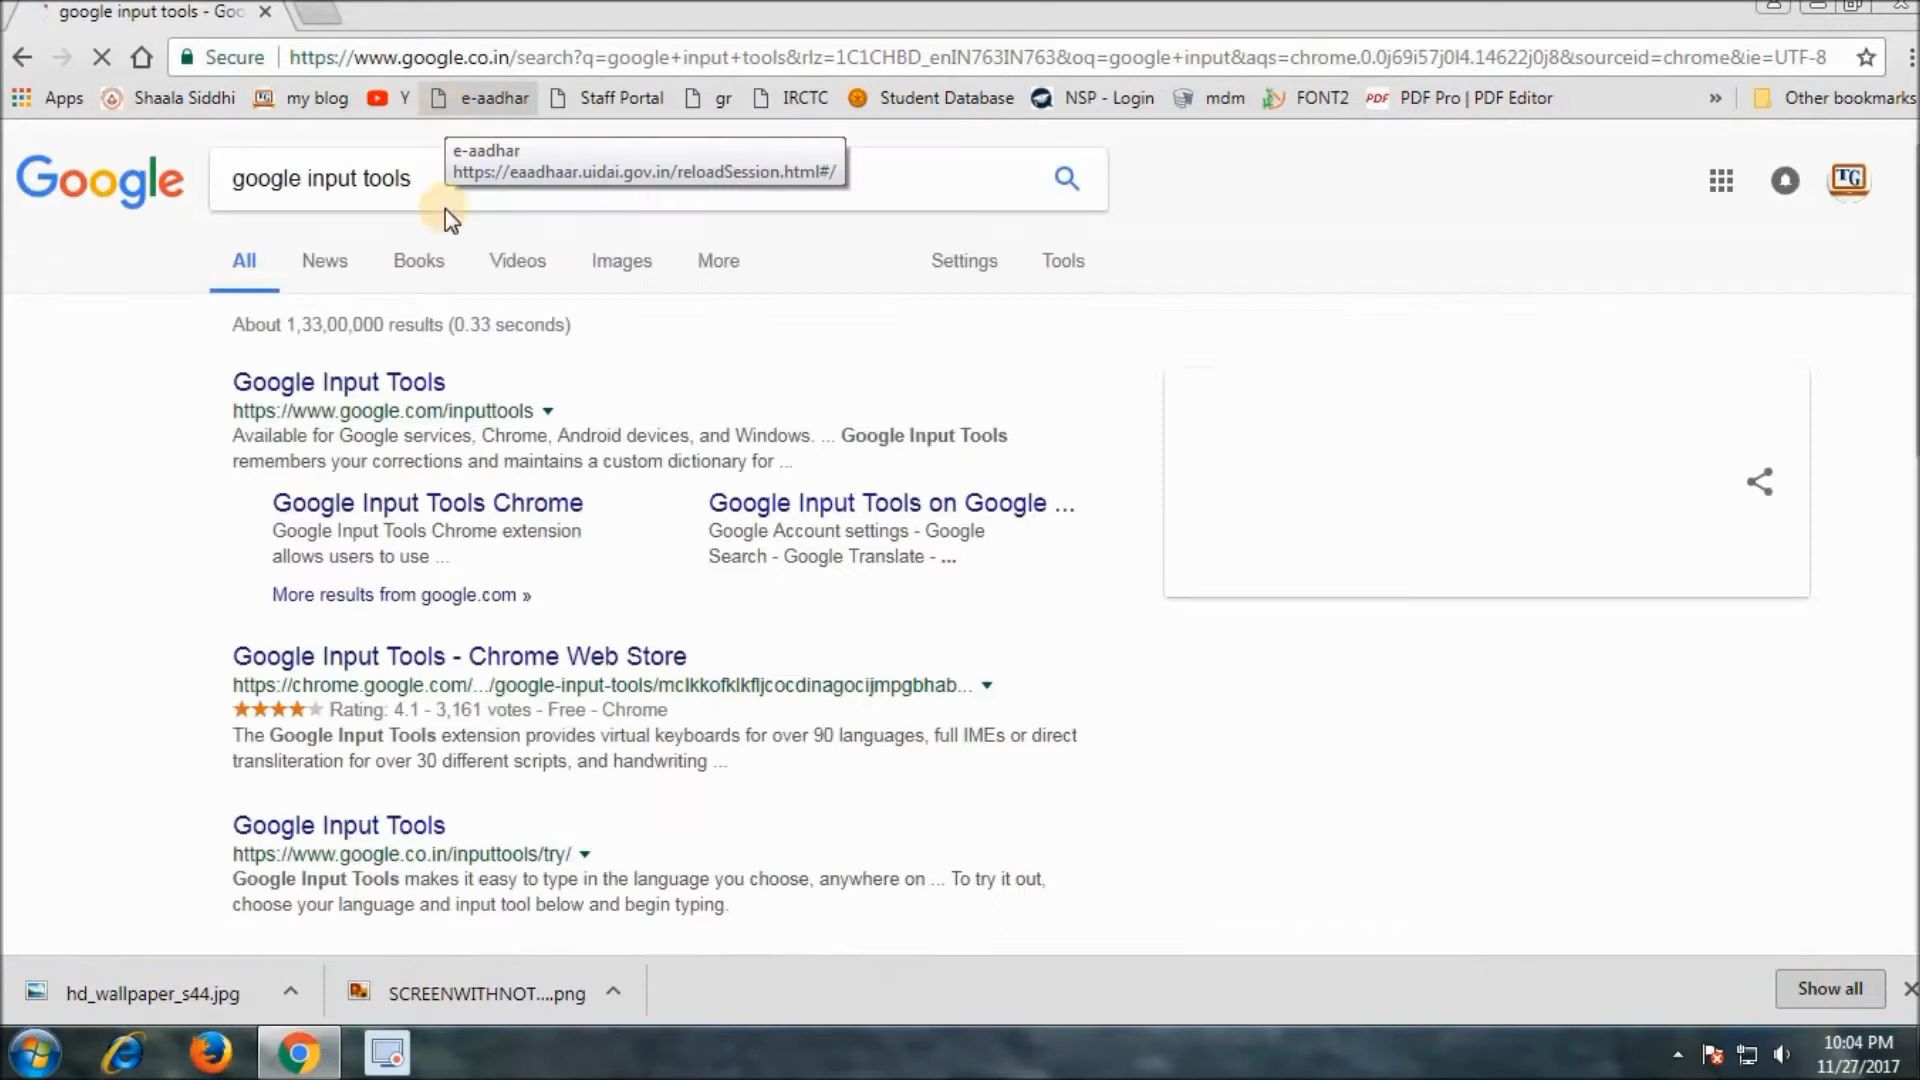 google input tools - Goo
Secure https://www.google.co.in/search?q=google+input+tools&rlz=1C1CHBD_enIN763IN763&oq=google+input&aqs=chrome.0.0j69i57j0l4.14622j0j8&sourceid=chrome&ie=UTF-8
Apps Shaala Siddhi my blog Y e-aadhar Staff Portal gr IRCTC Student Database NSP - Login mdm FONT2 PDF PDF Pro | PDF Editor » Other bookmarks
e-aadhar
https://eaadhaar.uidai.gov.in/reloadSession.html#/
Google google input tools TG
All News Books Videos Images More Settings Tools
About 1,33,00,000 results (0.33 seconds)
Google Input Tools
https://www.google.com/inputtools
Available for Google services, Chrome, Android devices, and Windows. ... Google Input Tools
remembers your corrections and maintains a custom dictionary for ...
Google Input Tools Chrome Google Input Tools on Google ...
Google Input Tools Chrome extension Google Account settings - Google
allows users to use ... Search - Google Translate - ...
More results from google.com »
Google Input Tools - Chrome Web Store
https://chrome.google.com/.../google-input-tools/mclkkofklkfljcocdinagocijmpgbhab...
Rating: 4.1 - 3,161 votes - Free - Chrome
The Google Input Tools extension provides virtual keyboards for over 90 languages, full IMEs or direct
transliteration for over 30 different scripts, and handwriting ...
Google Input Tools
https://www.google.co.in/inputtools/try/
Google Input Tools makes it easy to type in the language you choose, anywhere on ... To try it out,
choose your language and input tool below and begin typing.
hd_wallpaper_s44.jpg SCREENWITHNOT....png Show all
10:04 PM
11/27/2017